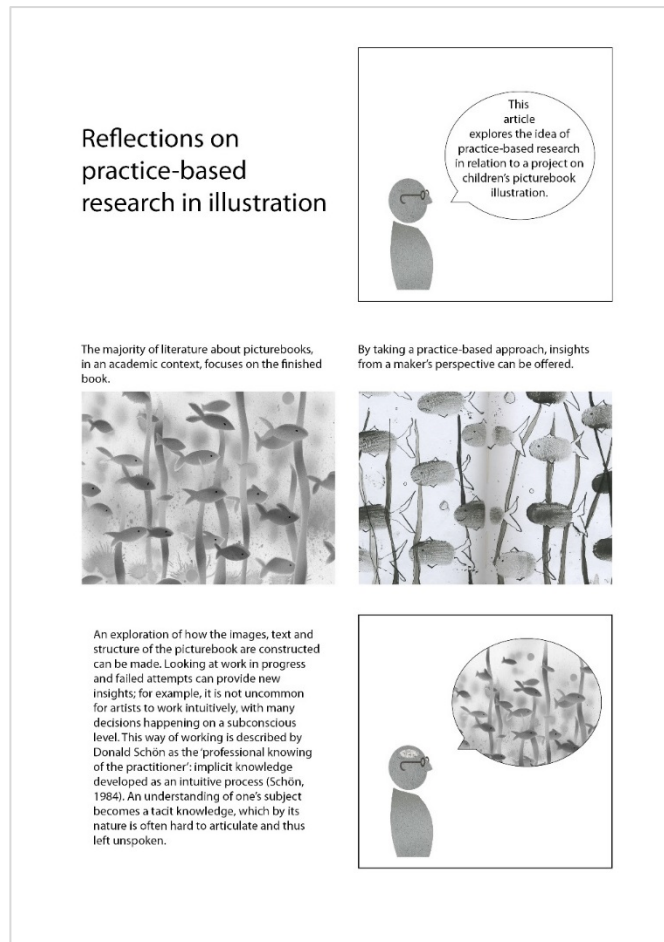 Reflections on
practice-based
research in illustration
This
article
explores the idea of
practice-based research
in relation to a project on
children's picturebook
illustration.
The majority of literature about picturebooks,
in an academic context, focuses on the finished
book.
By taking a practice-based approach, insights
from a maker's perspective can be offered.
An exploration of how the images, text and
structure of the picturebook are constructed
can be made. Looking at work in progress
and failed attempts can provide new
insights; for example, it is not uncommon
for artists to work intuitively, with many
decisions happening on a subconscious
level. This way of working is described by
Donald Schön as the 'professional knowing
of the practitioner': implicit knowledge
developed as an intuitive process (Schön,
1984). An understanding of one's subject
becomes a tacit knowledge, which by its
nature is often hard to articulate and thus
left unspoken.